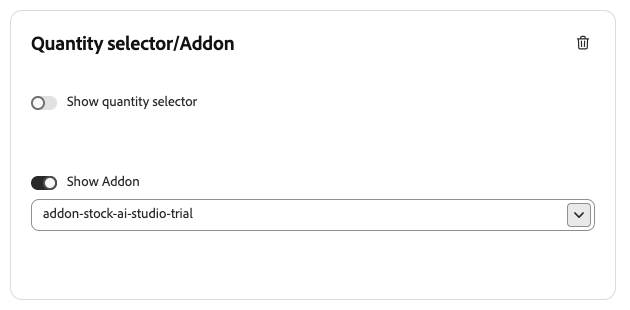 Quantity selector/Addon
Show quantity selector
Show Addon
addon-stock-ai-studio-trial